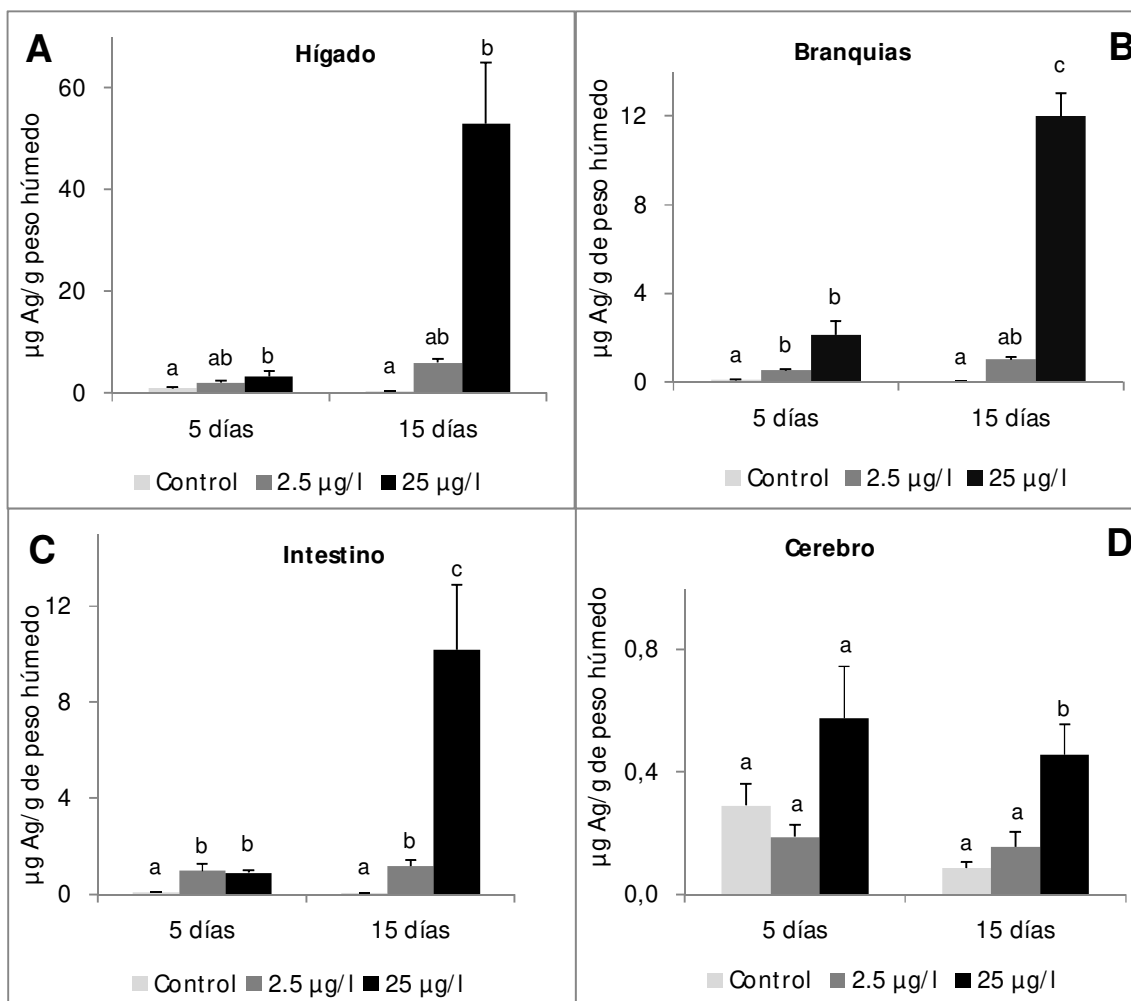 A
Hígado
µg Ag/ g peso húmedo
60
40
20
0
a
ab
b
a
ab
b
5 días
15 días
Control
2.5 µg/l
25 µg/l
B
Branquias
µg Ag/ g de peso húmedo
12
8
4
0
a
b
b
a
ab
c
5 días
15 días
Control
2.5 µg/l
25 µg/l
C
Intestino
µg Ag/ g de peso húmedo
12
8
4
0
a
b
b
a
b
c
5 días
15 días
Control
2.5 µg/l
25 µg/l
D
Cerebro
µg Ag/ g de peso húmedo
0,8
0,4
0,0
a
a
a
a
a
b
5 días
15 días
Control
2.5 µg/l
25 µg/l